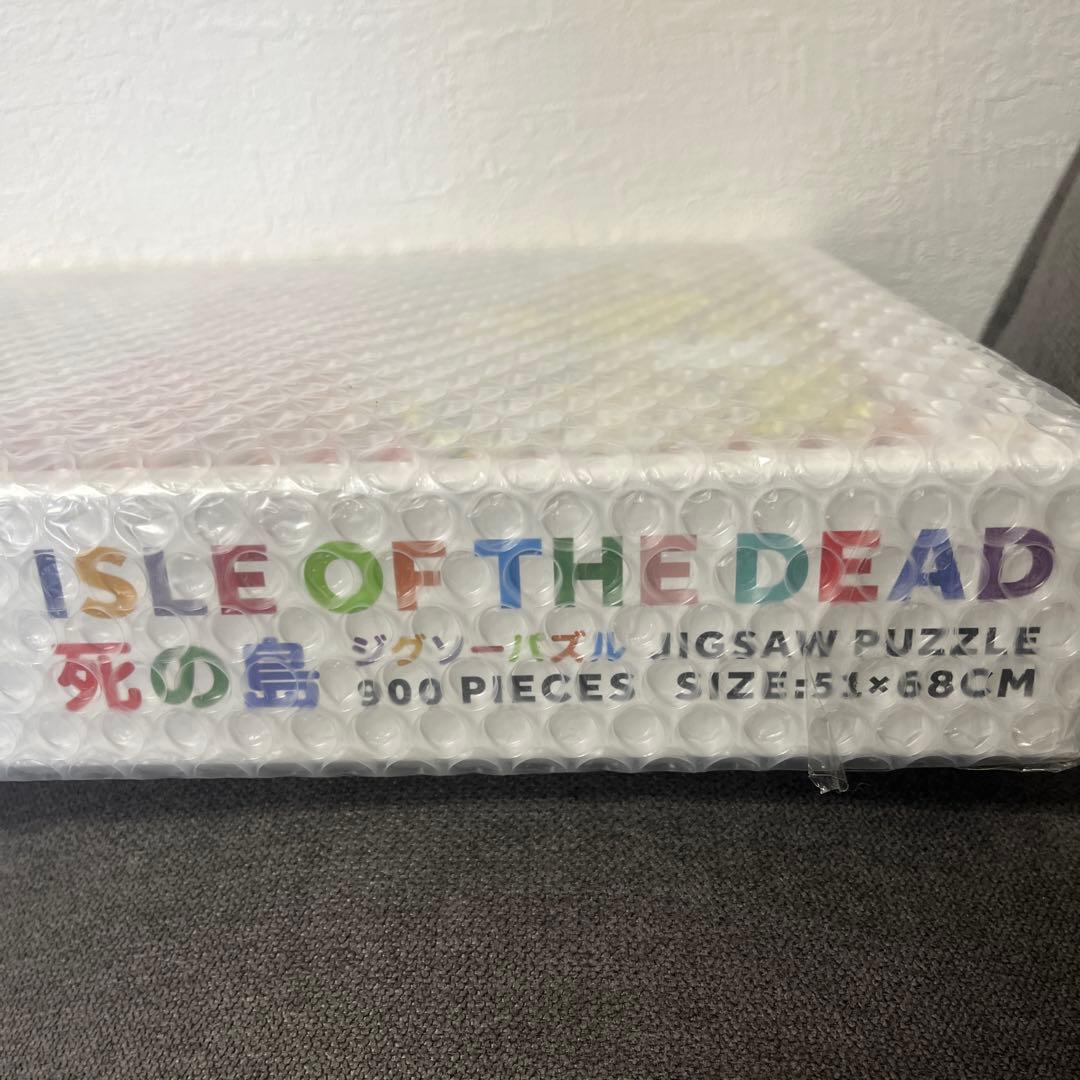 ISLE OF THE DEAD
死の島 ジグソーパズル JIGSAW PUZZLE
900 PIECES SIZE:51×68CM